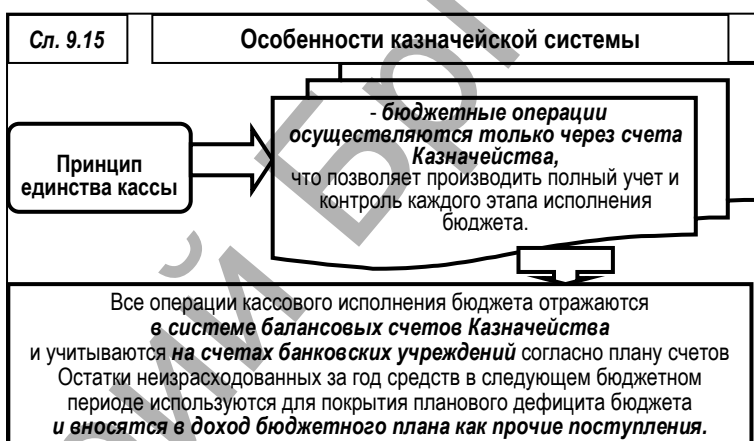 Сл. 9.15
Особенности казначейской системы
Принцип
единства кассы
- бюджетные операции
осуществляются только через счета
Казначейства,
что позволяет производить полный учет и
контроль каждого этапа исполнения
бюджета.
Все операции кассового исполнения бюджета отражаются
в системе балансовых счетов Казначейства
и учитываются на счетах банковских учреждений согласно плану счетов
Остатки неизрасходованных за год средств в следующем бюджетном
периоде используются для покрытия планового дефицита бюджета
и вносятся в доход бюджетного плана как прочие поступления.